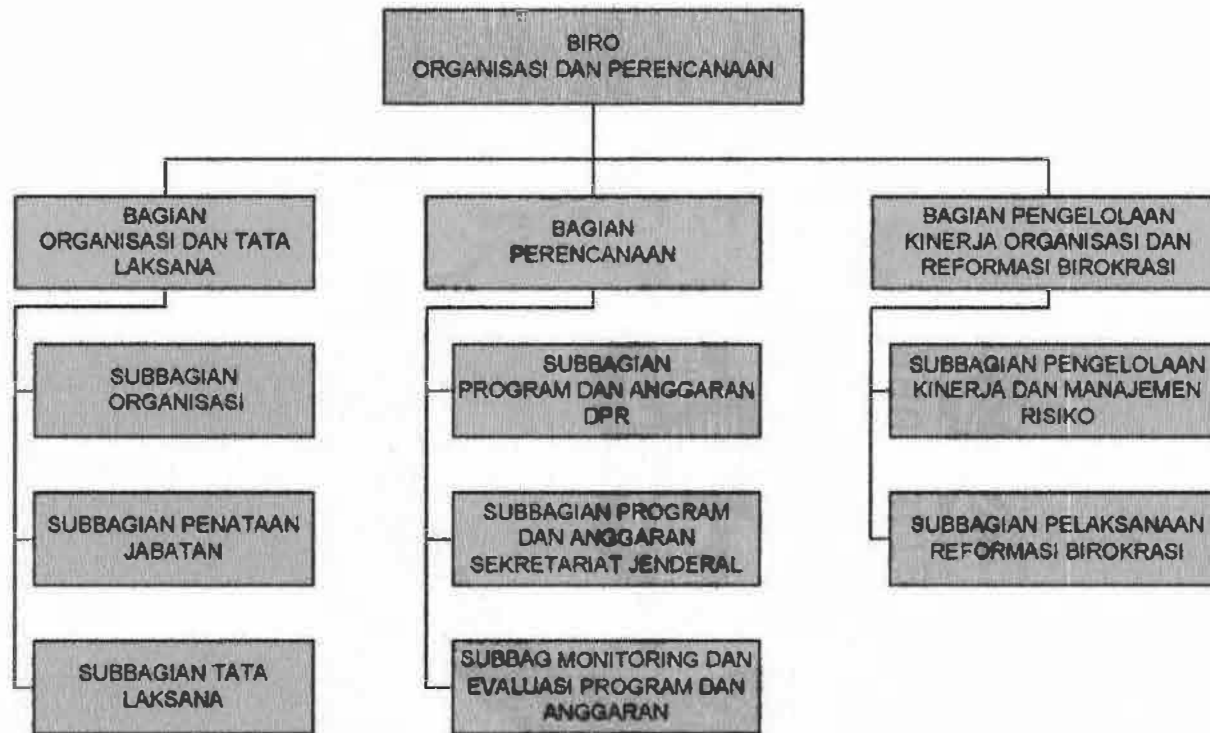 BIRO
ORGANISASI DAN PERENCANAAN
BAGIAN
ORGANISASI DAN TATA
LAKSANA
BAGIAN
PERENCANAAN
BAGIAN PENGELOLAAN
KINERJA ORGANISASI DAN
REFORMASI BIROKRASI
SUBBAGIAN
ORGANISASI
SUBBAGIAN
PROGRAM DAN ANGGARAN
DPR
SUBBAGIAN PENGELOLAAN
KINERJA DAN MANAJEMEN
RISIKO
SUBBAGIAN PENATAAN
JABATAN
SUBBAGIAN PROGRAM
DAN ANGGARAN
SEKRETARIAT JENDERAL
SUBBAGIAN PELAKSANAAN
REFORMASI BIROKRASI
SUBBAGIAN TATA
LAKSANA
SUBBAG MONITORING DAN
EVALUASI PROGRAM DAN
ANGGARAN